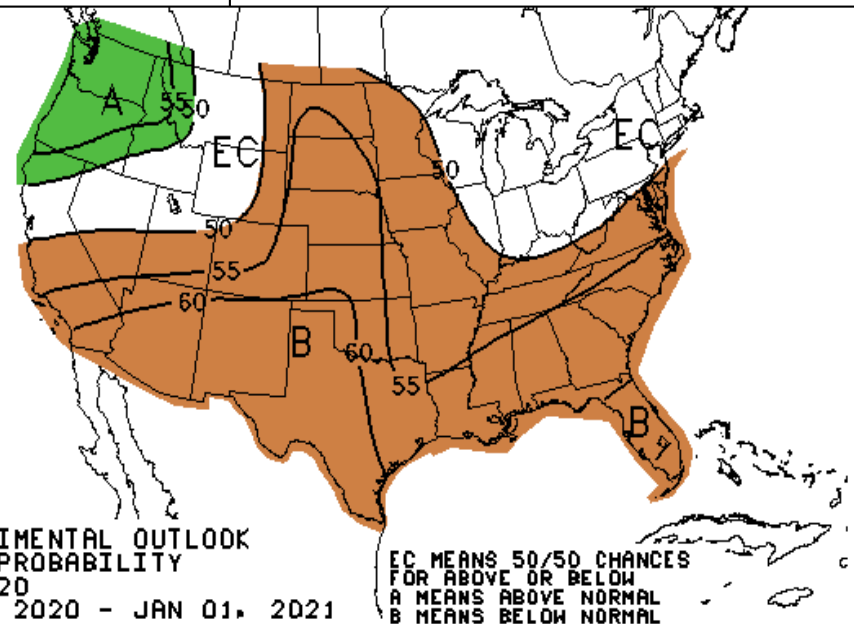 A
55
50
EC
EC
50
50
55
60
B
60
55
B
IMENTAL OUTLOOK
PROBABILITY
20
2020 - JAN 01. 2021
EC MEANS 50/50 CHANCES
FOR ABOVE OR BELOW
A MEANS ABOVE NORMAL
B MEANS BELOW NORMAL